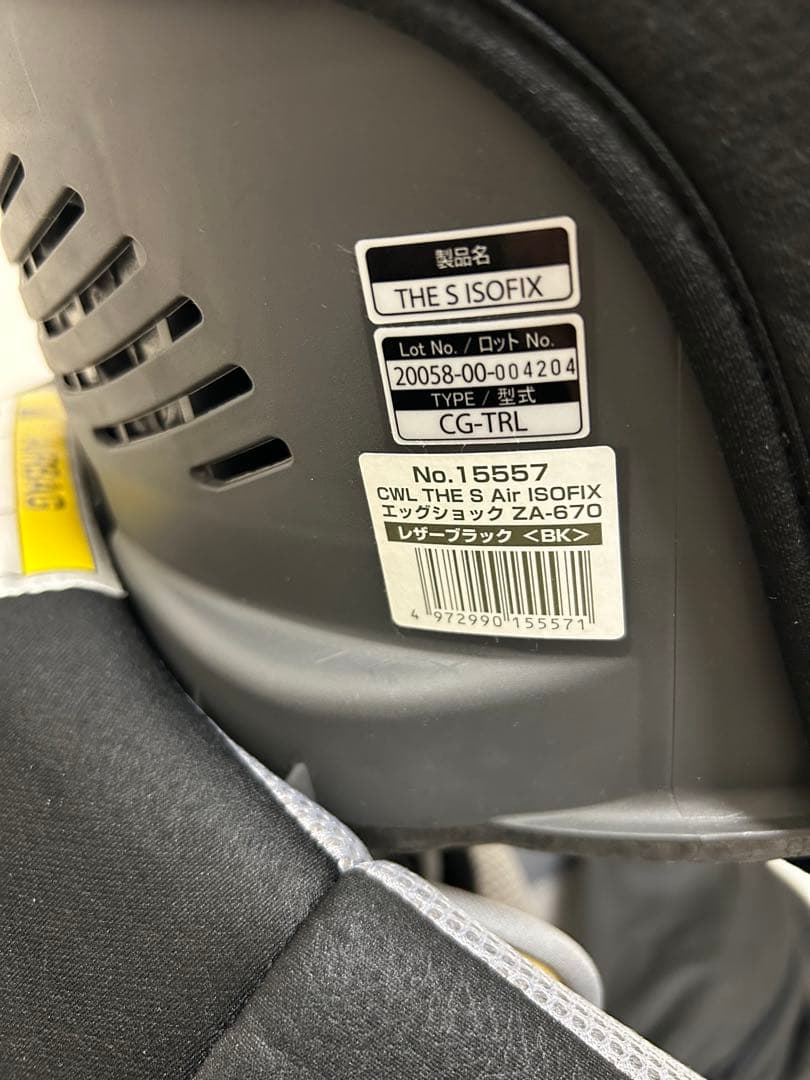 製品名
THE S ISOFIX
Lot No. / ロット No.
20058-00-004204
TYPE / 型式
CG-TRL
No.15557
CWL THE S Air ISOFIX
エッグショック ZA-670
レザーブラック <BK>
4 972990 155571
AIRBAG